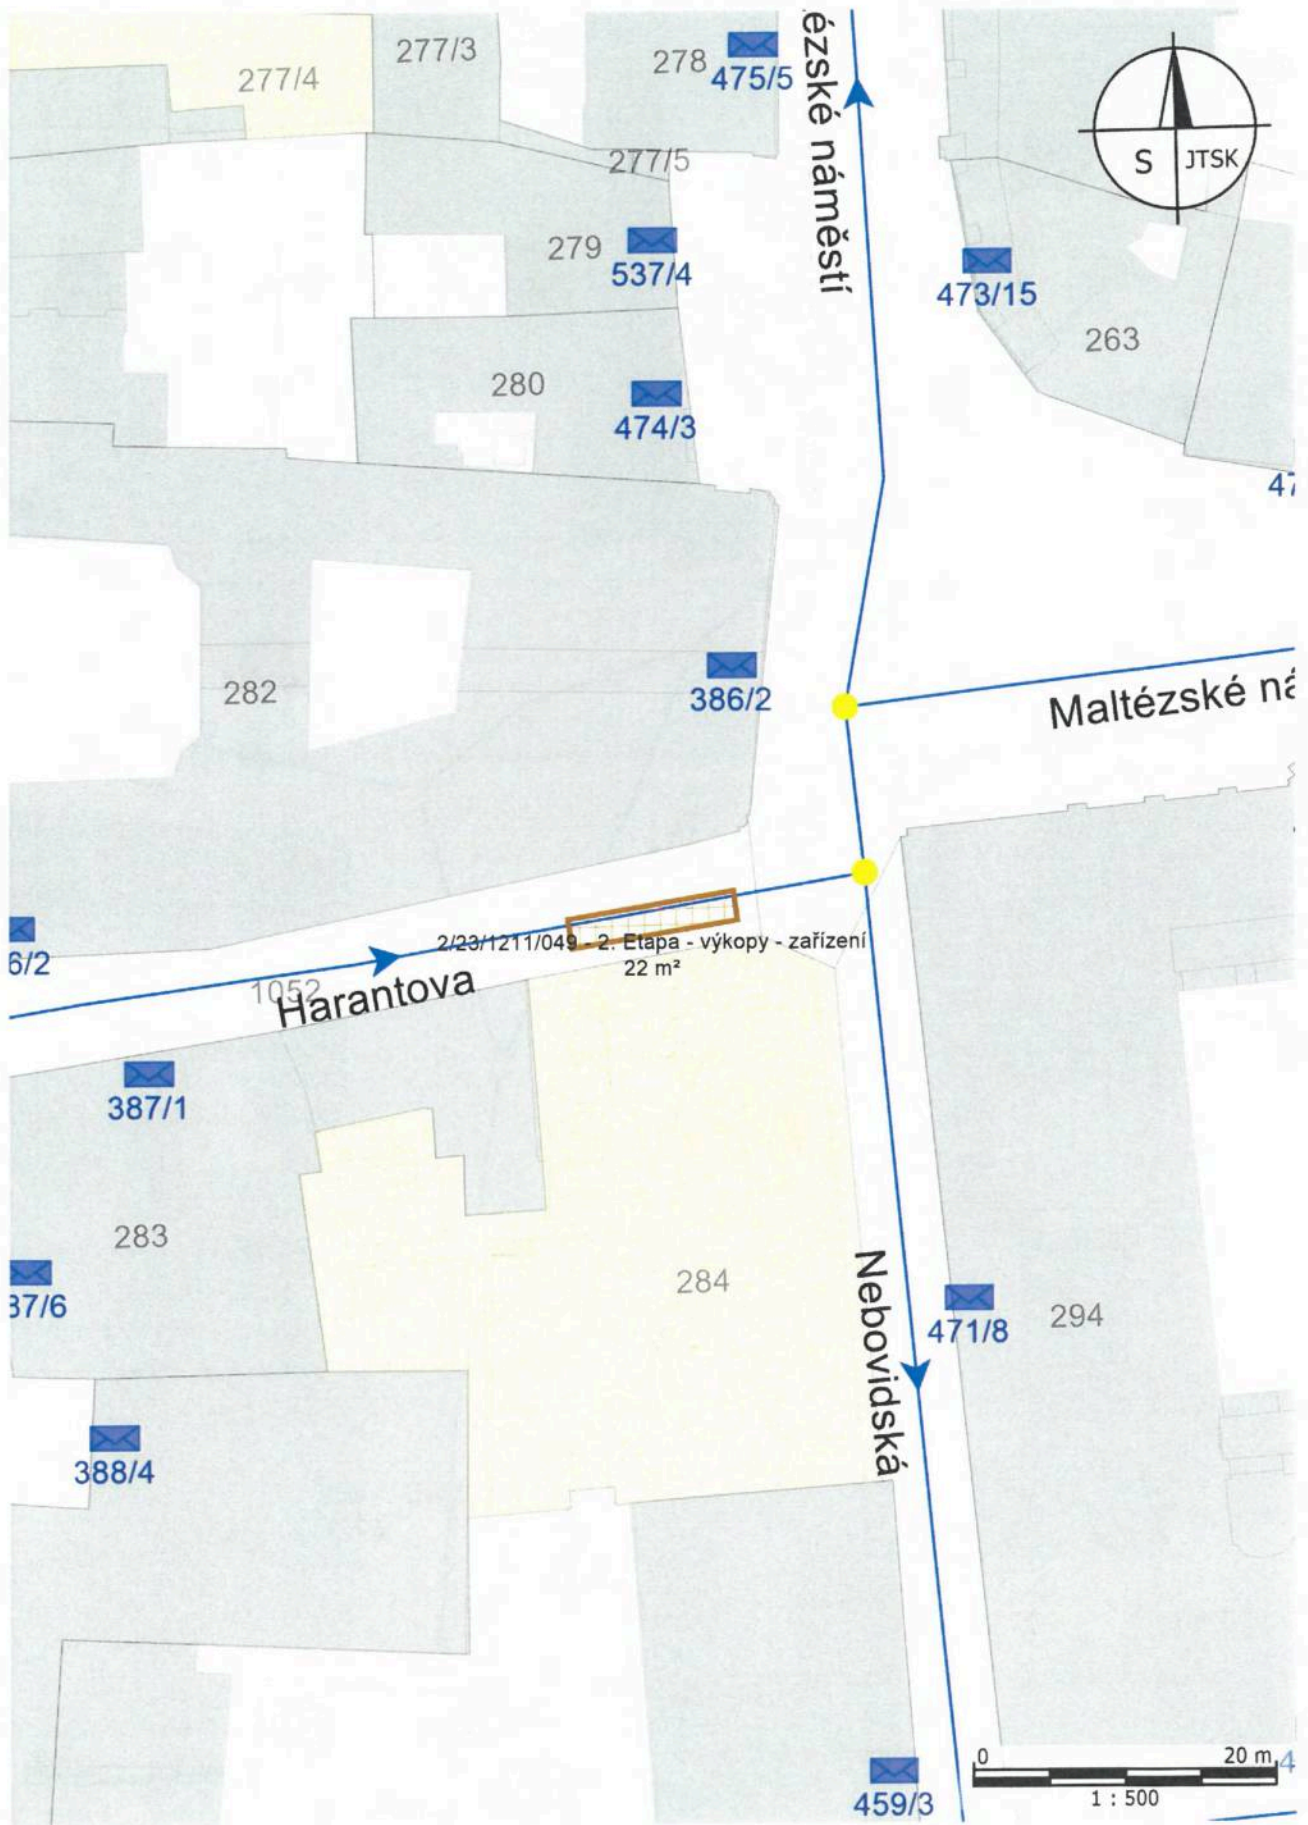 277/3
278
475/5
277/4
ézské náměstí
S JTSK
277/5
279
537/4
473/15
263
280
474/3
282
386/2
Maltézské ná
2/23/1211/049 - 2. Etapa - výkopy - zařízení
22 m²
6/2
1052
Harantova
387/1
283
284
37/6
Nebovidská
471/8
294
388/4
459/3
0 20 m
1 : 500